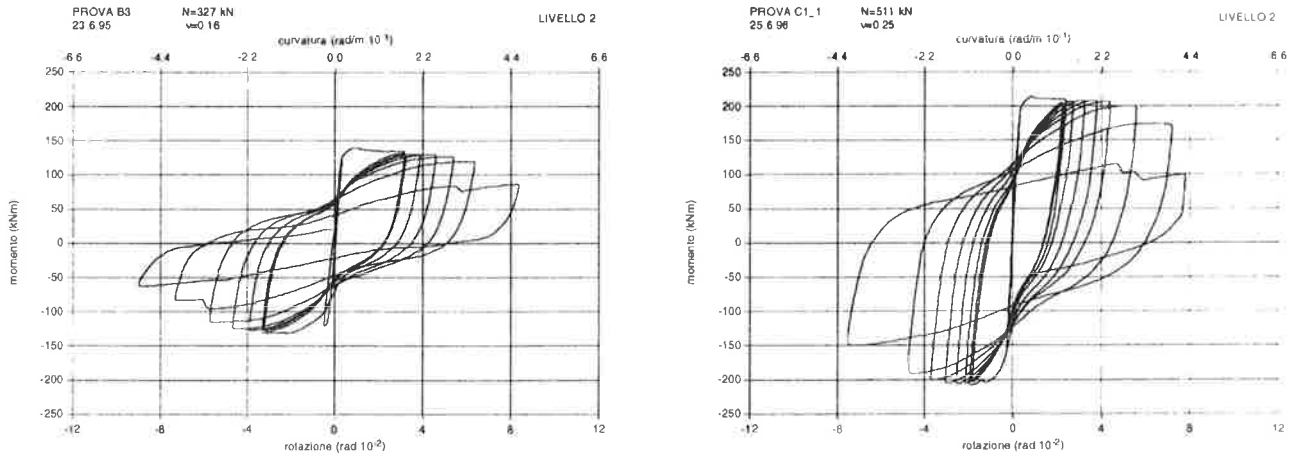 PROVA B3 N=327 kN
23 6.95 ν=0 16 LIVELLO 2
curvatura (rad/m 10⁻¹)
-6 6 -4.4 -2 2 0 0 2 2 4 4 6.6
250
200
150
100
50
0
-50
-100
-150
-200
-250
momento (kNm)
-12 -8 -4 0 4 8 12
rotazione (rad 10⁻²)
PROVA C1_1 N=511 kN
25 6 96 ν=0 25 LIVELLO 2
curvatura (rad/m 10⁻¹)
-6 6 -4 4 -2 2 0 0 2 2 4 4 6 6
250
200
150
100
50
0
-50
-100
-150
-200
-250
momento (kNm)
-12 -8 -4 0 4 8 12
rotazione (rad 10⁻²)